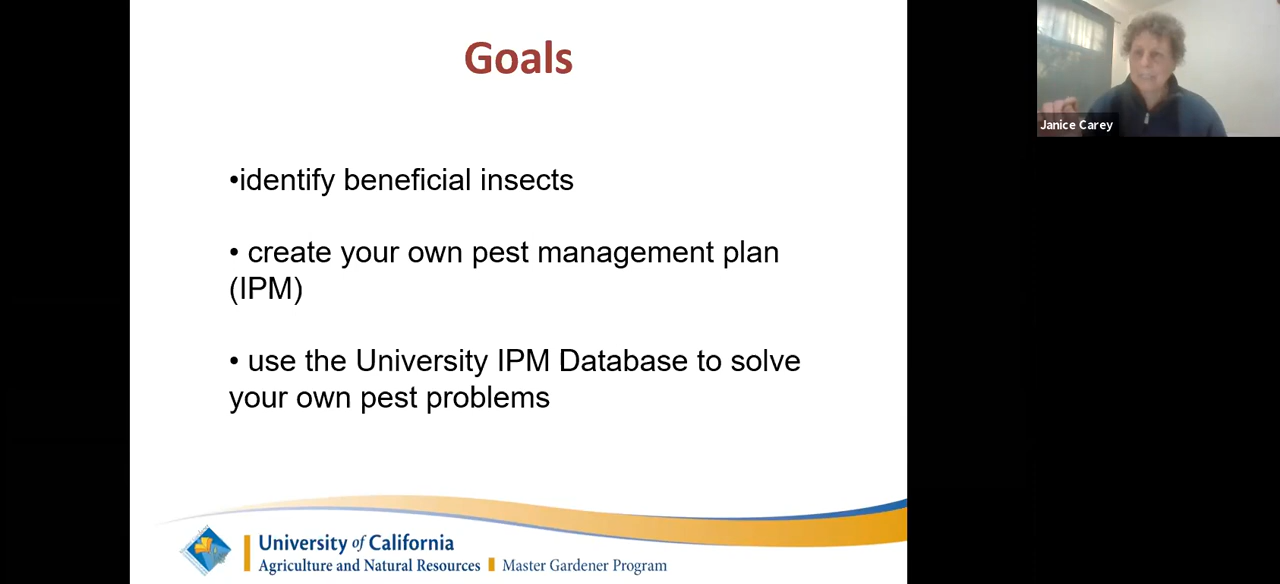 Goals
•identify beneficial insects
• create your own pest management plan
(IPM)
• use the University IPM Database to solve
your own pest problems
University of California
Agriculture and Natural Resources Master Gardener Program
Janice Carey